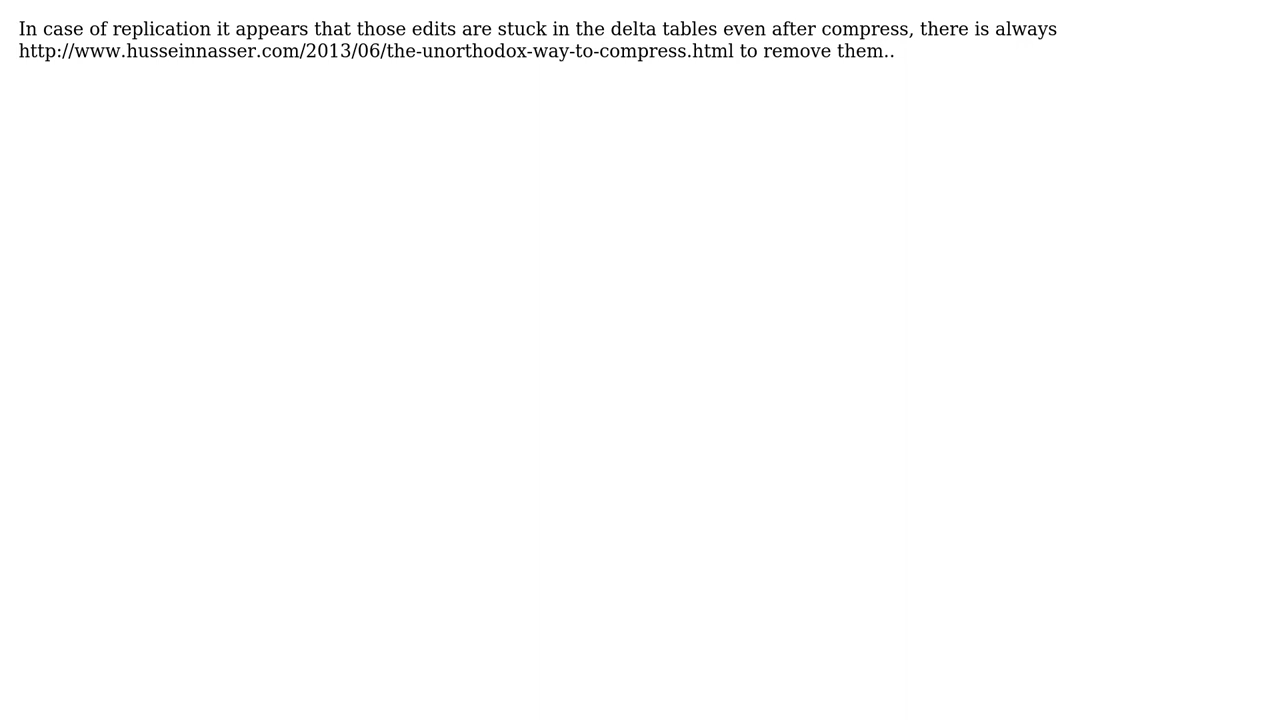 In case of replication it appears that those edits are stuck in the delta tables even after compress, there is always
http://www.husseinnasser.com/2013/06/the-unorthodox-way-to-compress.html to remove them..